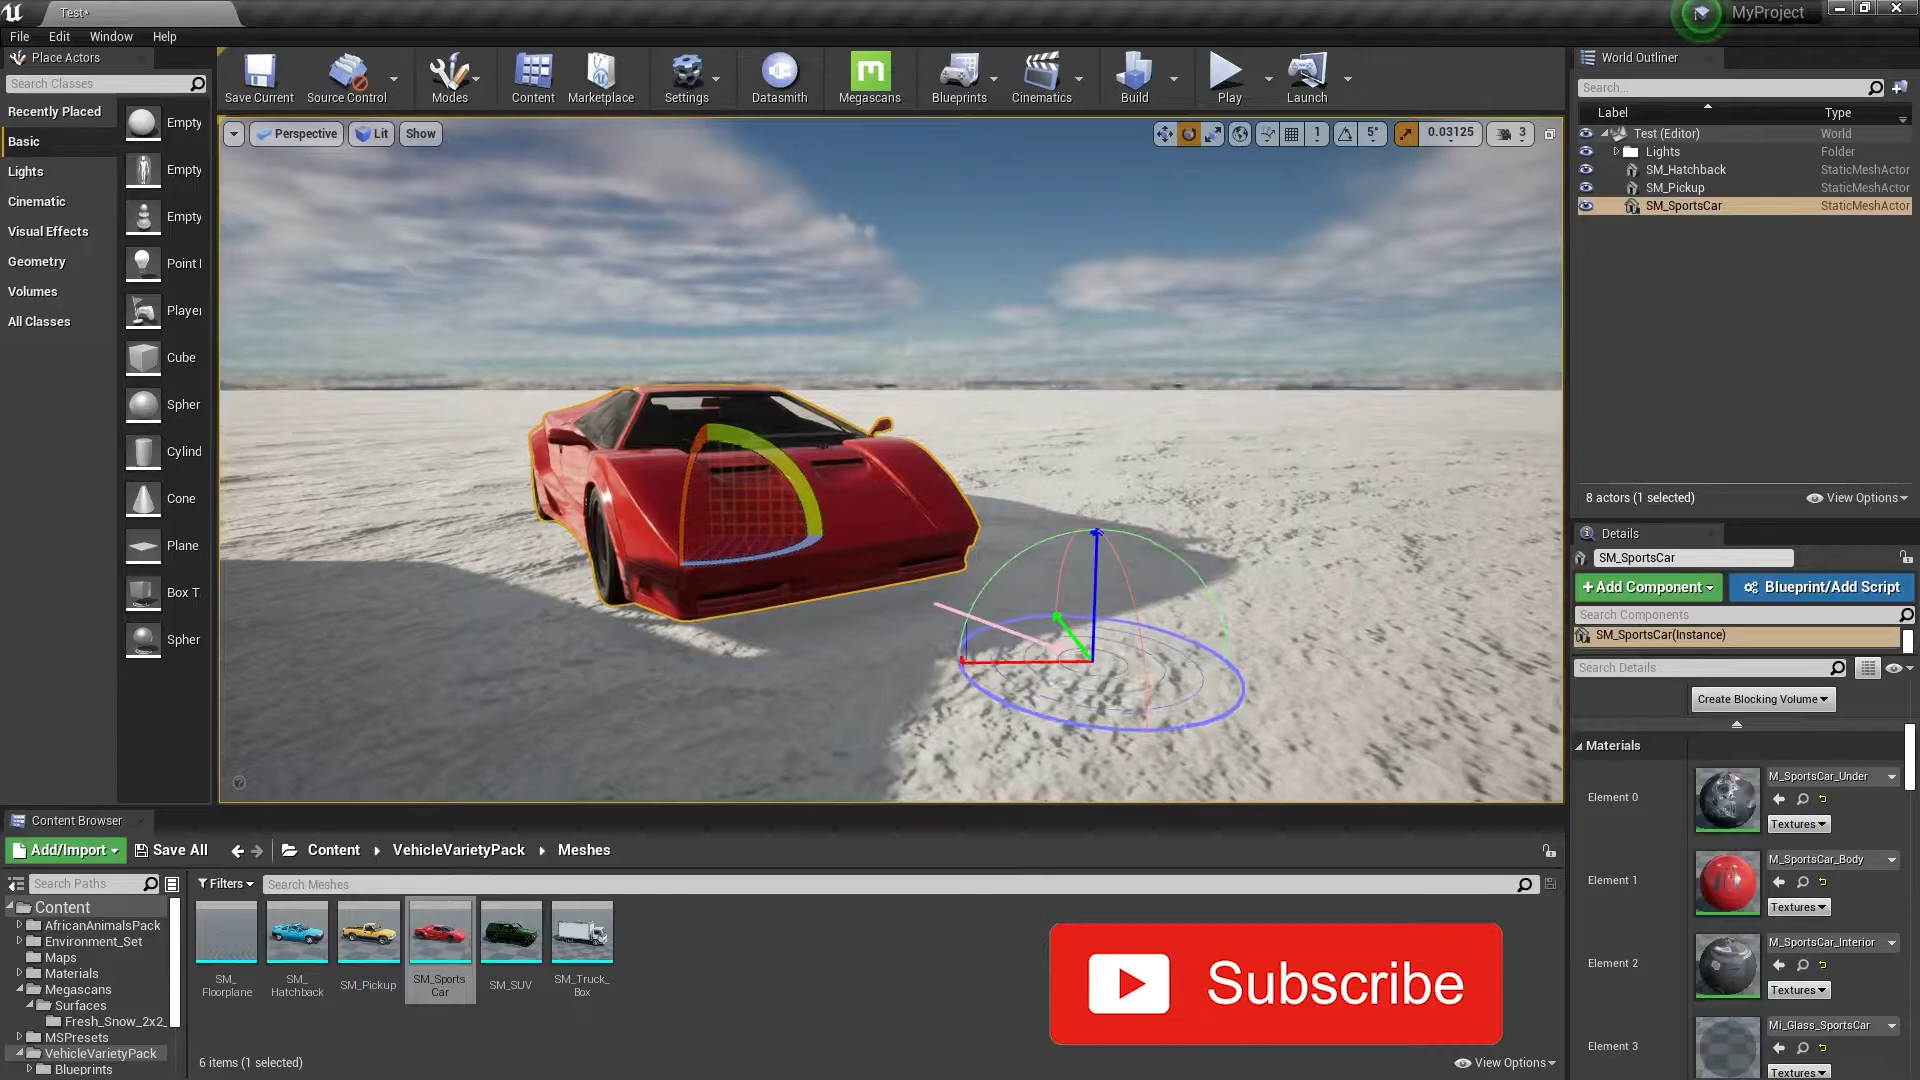 Test*
MyProject
File Edit Window Help
Place Actors
Search Classes
Recently Placed
Basic
Lights
Cinematic
Visual Effects
Geometry
Volumes
All Classes
Empty
Empty
Empty
Point
Player
Cube
Spher
Cylind
Cone
Plane
Box T
Spher
Save Current Source Control Modes Content Marketplace Settings Datasmith Megascans Blueprints Cinematics Build Play Launch
Perspective Lit Show
1 5° 0.03125 3
World Outliner
Search...
Label Type
Test (Editor) World
Lights Folder
SM_Hatchback StaticMeshActor
SM_Pickup StaticMeshActor
SM_SportsCar StaticMeshActor
8 actors (1 selected) View Options
Details
SM_SportsCar
+Add Component Blueprint/Add Script
Search Components
SM_SportsCar(Instance)
Search Details
Create Blocking Volume
Materials
Element 0 M_SportsCar_Under
Textures
Element 1 M_SportsCar_Body
Textures
Element 2 M_SportsCar_Interior
Textures
Element 3 Mi_Glass_SportsCar
Textures
Content Browser
Add/Import Save All Content VehicleVarietyPack Meshes
Search Paths
Filters Search Meshes
Content
AfricanAnimalsPack
Environment_Set
Maps
Materials
Megascans
Surfaces
Fresh_Snow_2x2_
MSPresets
VehicleVarietyPack
Blueprints
SM_
Floorplane
SM_
Hatchback
SM_Pickup
SM_Sports
Car
SM_SUV
SM_Truck_
Box
6 items (1 selected)
View Options
Subscribe